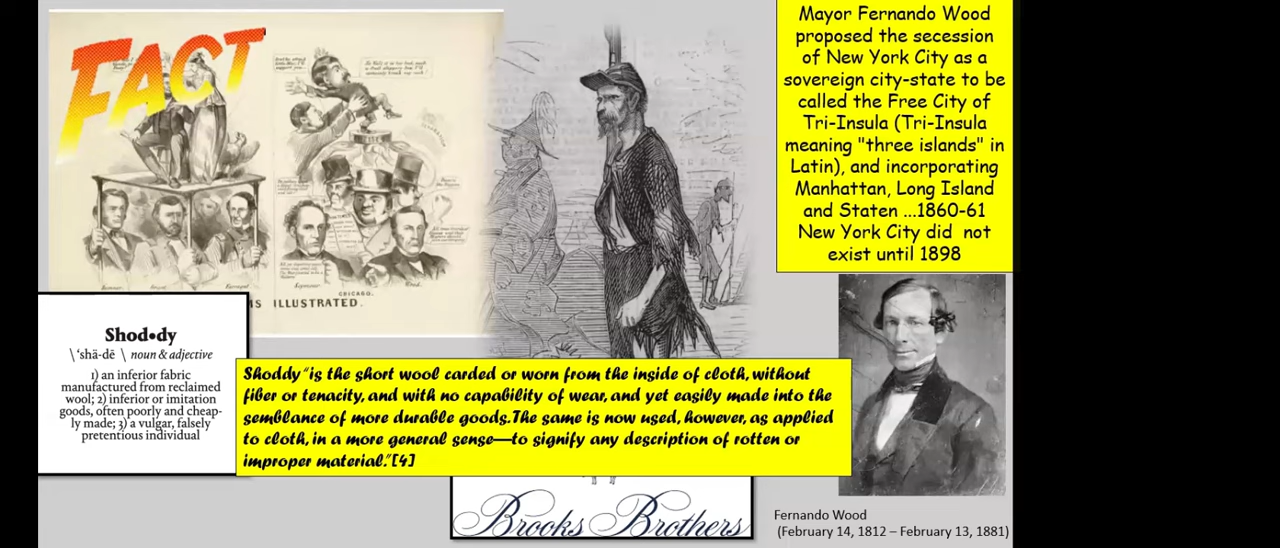 FACT
Mayor Fernando Wood
proposed the secession
of New York City as a
sovereign city-state to be
called the Free City of
Tri-Insula (Tri-Insula
meaning "three islands" in
Latin), and incorporating
Manhattan, Long Island
and Staten ...1860-61
New York City did not
exist until 1898
CHICAGO.
ILLUSTRATED.
Shod•dy
\ 'shä-dē \ noun & adjective
1) an inferior fabric
manufactured from reclaimed
wool; 2) inferior or imitation
goods, often poorly and cheap-
ly made; 3) a vulgar, falsely
pretentious individual
Shoddy "is the short wool carded or worn from the inside of cloth, without
fiber or tenacity, and with no capability of wear, and yet easily made into the
semblance of more durable goods. The same is now used, however, as applied
to cloth, in a more general sense—to signify any description of rotten or
improper material."[4]
Brooks Brothers
Fernando Wood
(February 14, 1812 – February 13, 1881)